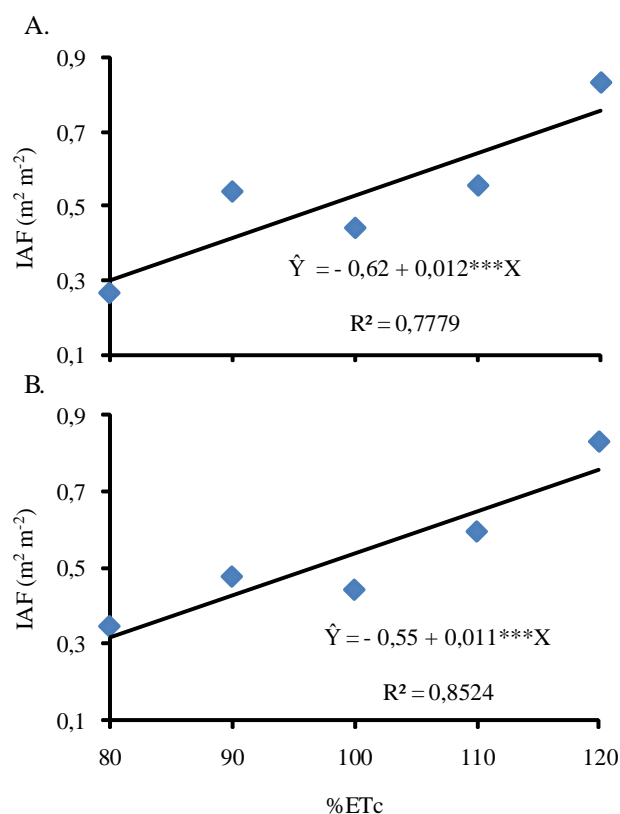 A.
0,9
0,7
0,5
0,3
0,1
IAF (m² m⁻²)
Ŷ = - 0,62 + 0,012***X
R² = 0,7779
B.
0,9
0,7
0,5
0,3
0,1
IAF (m² m⁻²)
Ŷ = - 0,55 + 0,011***X
R² = 0,8524
80 90 100 110 120
%ETc